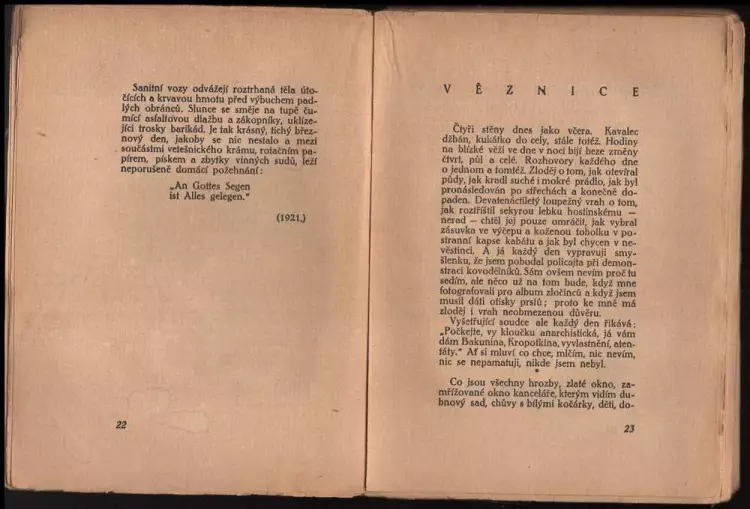 Sanitní vozy odvážejí roztrhaná těla úto-
čících a krvavou hmotu před výbuchem pad-
lých obránců. Slunce se směje na tupě ču-
mící asfaltovou dlažbu a zákopníky, uklíze-
jící trosky barikád. Je tak krásný, tichý břez-
nový den, jakoby se nic nestalo a mezi
součástmi vetešnického krámu, rotačním pa-
pírem, pískem a zbytky vinných sudů, leží
neporušeně domácí požehnání:
„An Gottes Segen
ist Alles gelegen.“
(1921.)
22
VĚZNICE
Čtyři stěny dnes jako včera. Kavalec
džbán, kukátko do cely, stále totéž. Hodiny
na blízké věži ve dne v noci bijí beze změny
čtvrt, půl a celé. Rozhovory každého dne
o jednom a tomtéž. Zloděj o tom, jak otevíral
půdy, jak kradl suché i mokré prádlo, jak byl
pronásledován po střechách a konečně do-
paden. Devatenáctiletý loupežný vrah o tom,
jak roztříštil sekyrou lebku hostinskému —
nerad — chtěl jej pouze omráčit, jak vybral
zásuvke ve výčepu a koženou tobolku v po-
stranní kapse kabátu a jak byl chycen v ne-
věstinci. A já každý den vypravuji smy-
šlenku, že jsem pobodal policajta při demon-
straci kovodělníků. Sám ovšem nevím proč tu
sedím, ale něco už na tom bude, když mne
fotografovali pro album zločinců a když jsem
musil dáti otisky prstů; proto ke mně má
zloděj i vrah neobmezenou důvěru.
Vyšetřující soudce ale každý den říkává:
„Počkejte, vy kloučku anarchistická, já vám
dám Bakunina, Kropotkina, vyvlastnění, aten-
táty.“ Ať si mluví co chce, mlčím, nic nevím,
nic se nepamatuji, nikde jsem nebyl.
Co jsou všechny hrozby, zlaté okno, za-
mřížované okno kanceláře, kterým vidím du-
bnový sad, chůvy s bílými kočárky, děti, do-
23